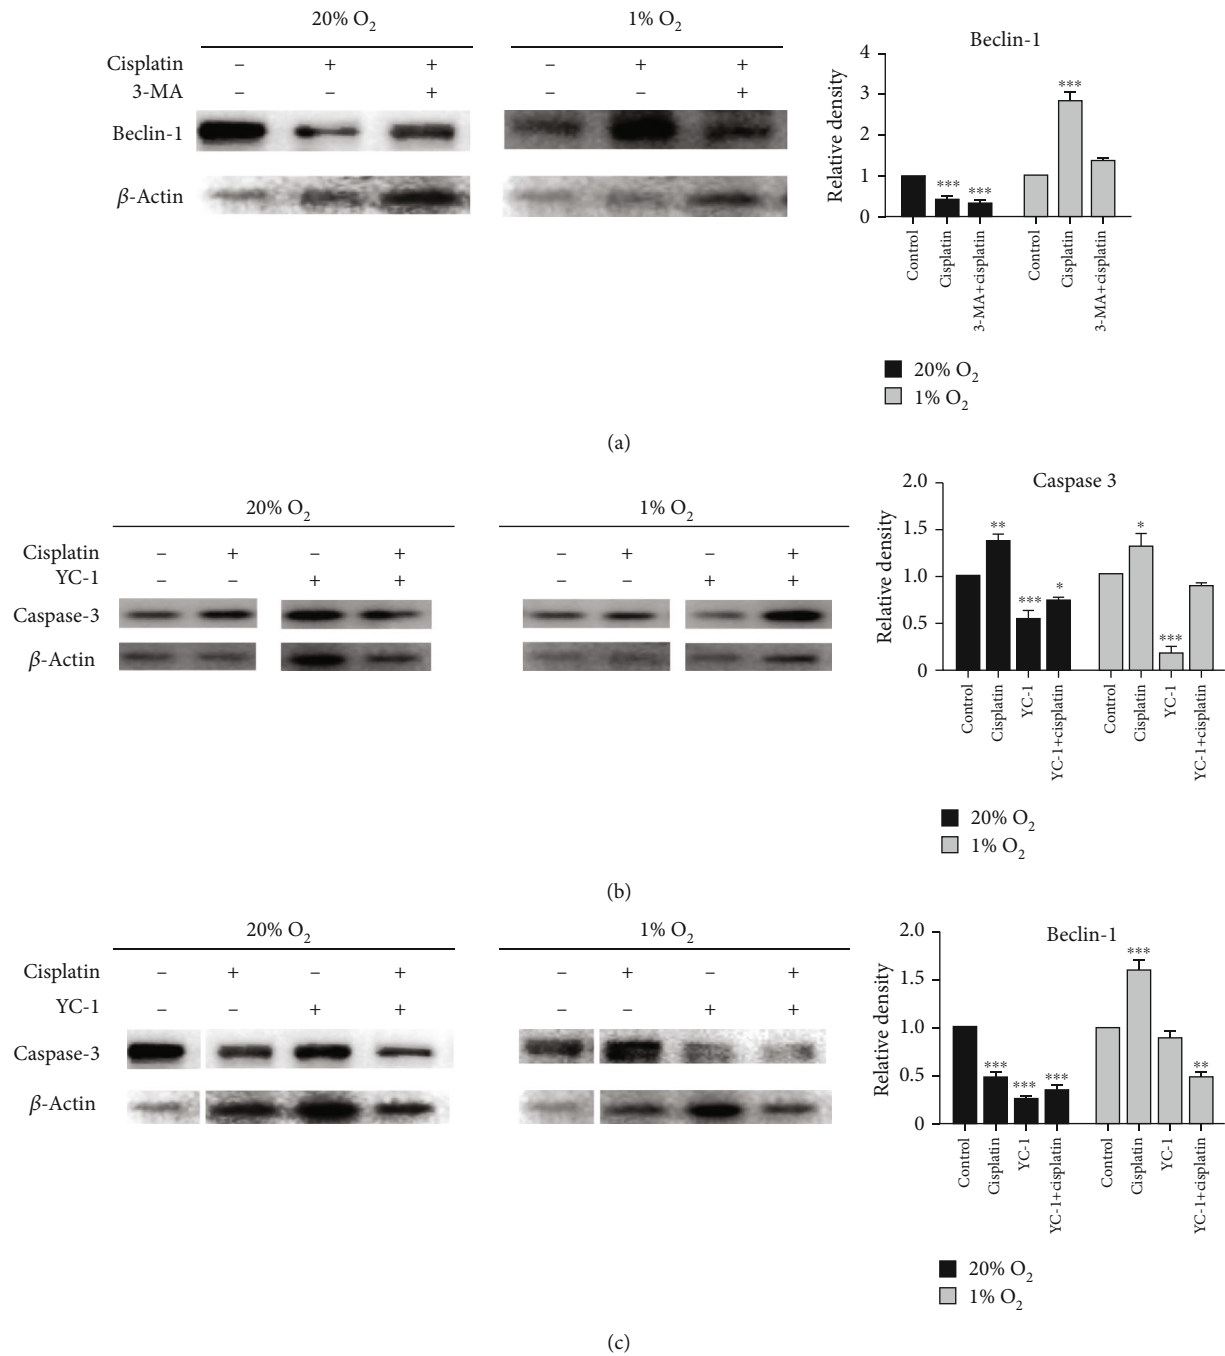 20% O2 1% O2
Cisplatin – + + – + +
3-MA – – + – – +
Beclin-1
β-Actin
Beclin-1
Relative density
4
3
2
1
0
***
***
***
Control
Cisplatin
3-MA+cisplatin
Control
Cisplatin
3-MA+cisplatin
20% O2
1% O2
(a)
20% O2 1% O2
Cisplatin – + – + – + – +
YC-1 – – + + – – + +
Caspase-3
β-Actin
Caspase 3
Relative density
2.0
1.5
1.0
0.5
0
**
***
*
*
***
Control
Cisplatin
YC-1
YC-1+cisplatin
Control
Cisplatin
YC-1
YC-1+cisplatin
20% O2
1% O2
(b)
20% O2 1% O2
Cisplatin – + – + – + – +
YC-1 – – + + – – + +
Caspase-3
β-Actin
Beclin-1
Relative density
2.0
1.5
1.0
0.5
0
***
***
***
***
**
Control
Cisplatin
YC-1
YC-1+cisplatin
Control
Cisplatin
YC-1
YC-1+cisplatin
20% O2
1% O2
(c)